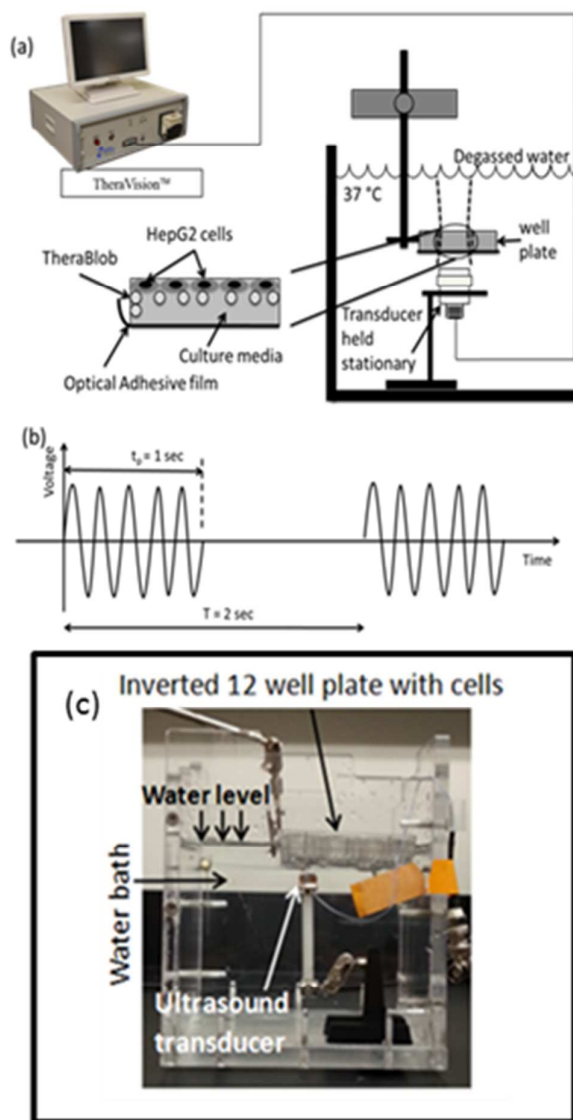 (a)
TheraVision™
37 °C
Degassed water
HepG2 cells
TheraBlob
well
plate
Culture media
Transducer
held
stationary
Optical Adhesive film
(b)
Voltage
tp = 1 sec
Time
T = 2 sec
Inverted 12 well plate with cells
(c)
Water level
Water bath
Ultrasound
transducer